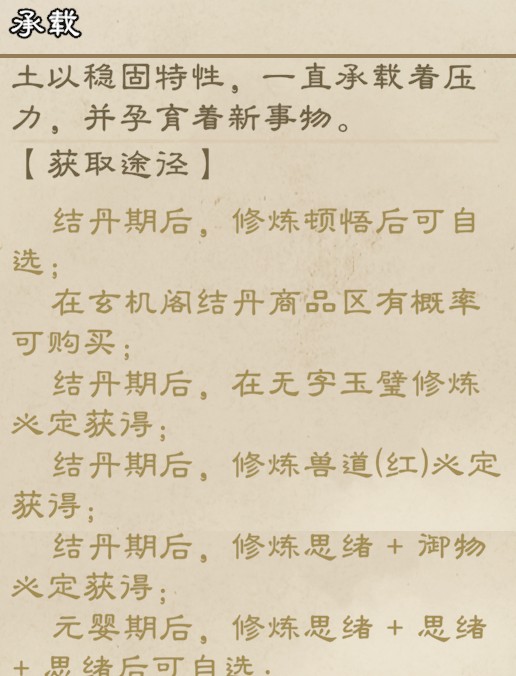 承载
土以稳固特性，一直承载着压
力，并孕育着新事物。
【获取途径】
结丹期后，修炼顿悟后可自
选；
在玄机阁结丹商品区有概率
可购买；
结丹期后，在无字玉璧修炼
必定获得；
结丹期后，修炼兽道(红)必定
获得；
结丹期后，修炼思绪 + 御物
必定获得；
元婴期后，修炼思绪 + 思绪
+ 思绪后可自选；